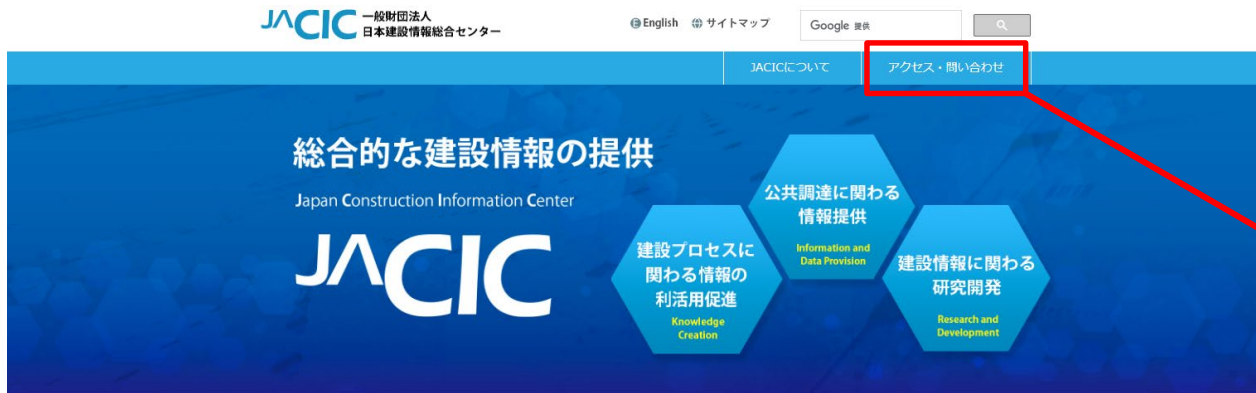 JACIC 一般財団法人
日本建設情報総合センター
English サイトマップ
Google 提供
JACICについて アクセス・問い合わせ
総合的な建設情報の提供
Japan Construction Information Center
JACIC
公共調達に関わる
情報提供
Information and
Data Provision
建設プロセスに
関わる情報の
利活用促進
Knowledge
Creation
建設情報に関わる
研究開発
Research and
Development